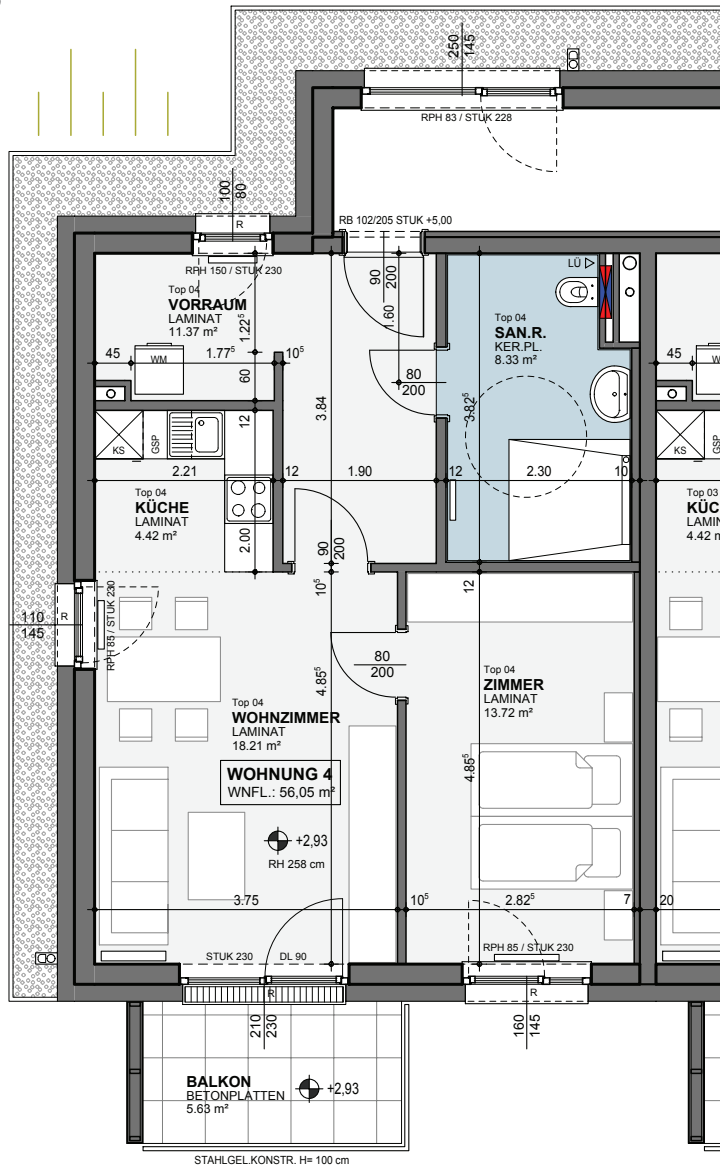 250
145
RPH 83 / STUK 228
100
80
R
RB 102/205 STUK +5,00
RPH 150 / STUK 230
90
200
1.60
LÜ
Top 04
VORRAUM
LAMINAT
11.37 m²
1.22⁵
Top 04
SAN.R.
KER.PL.
8.33 m²
45
WM
1.77⁵
10⁵
60
80
200
3.84
3.82⁵
45
KS
GSP
12
2.21
12
1.90
12
2.30
10
KS
GSP
Top 04
KÜCHE
LAMINAT
4.42 m²
2.00
90
200
10⁵
12
Top 03
4.42 m
110
145
R
RPH 85 / STUK 230
80
200
4.85⁵
Top 04
WOHNZIMMER
LAMINAT
18.21 m²
Top 04
ZIMMER
LAMINAT
13.72 m²
WOHNUNG 4
WNFL.: 56,05 m²
4.85⁵
+2,93
RH 258 cm
3.75
10⁵
2.82⁵
7
20
STUK 230
DL 90
RPH 85 / STUK 230
R
R
210
230
160
145
BALKON
BETONPLATTEN
5.63 m²
+2,93
STAHLGEL.KONSTR. H= 100 cm